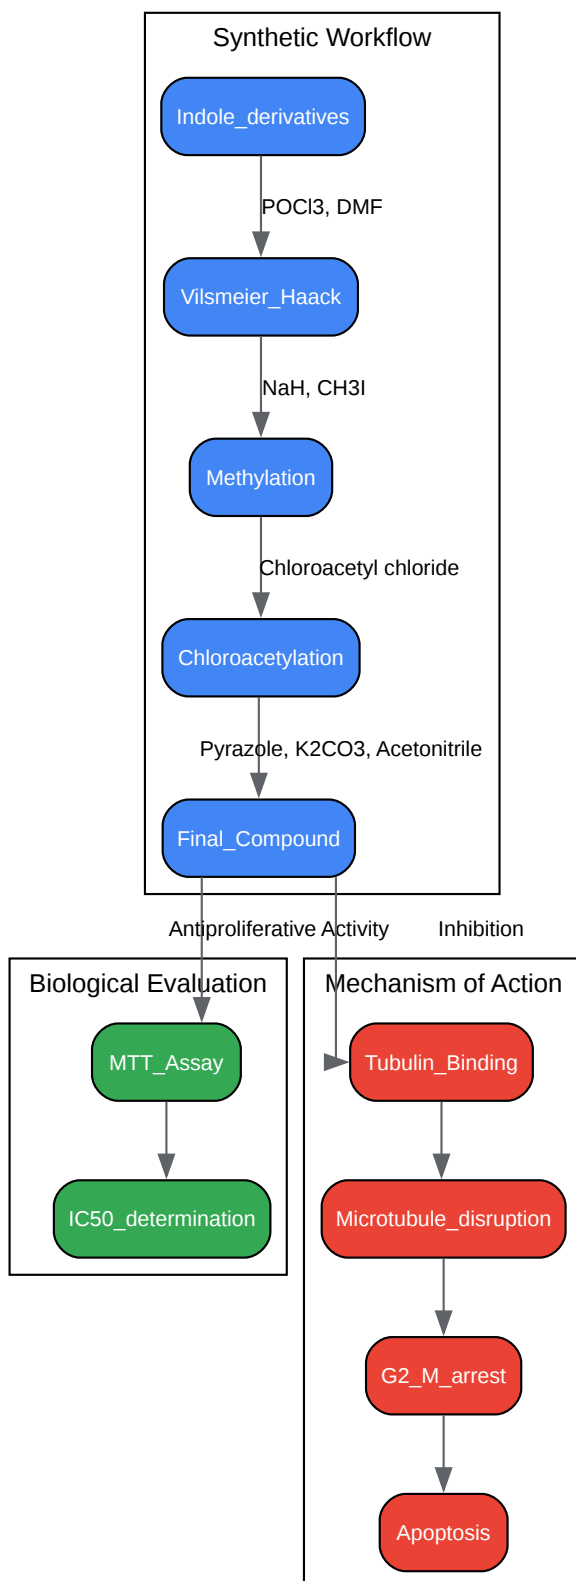 Synthetic Workflow
Indole_derivatives
POCl3, DMF
Vilsmeier_Haack
NaH, CH3I
Methylation
Chloroacetyl chloride
Chloroacetylation
Pyrazole, K2CO3, Acetonitrile
Final_Compound
Antiproliferative Activity
Inhibition
Biological Evaluation
MTT_Assay
IC50_determination
Mechanism of Action
Tubulin_Binding
Microtubule_disruption
G2_M_arrest
Apoptosis